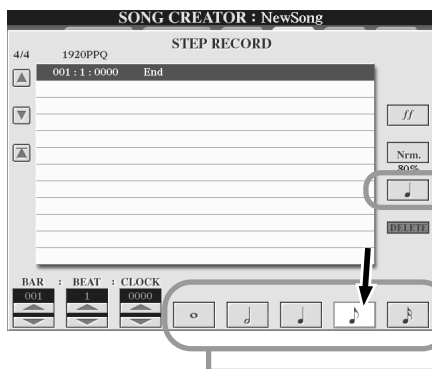 SONG CREATOR : NewSong
STEP RECORD
4/4 1920PPQ
001 : 1 : 0000 End
ff
Nrm.
80%
DELETE
BAR : BEAT : CLOCK
001 1 0000